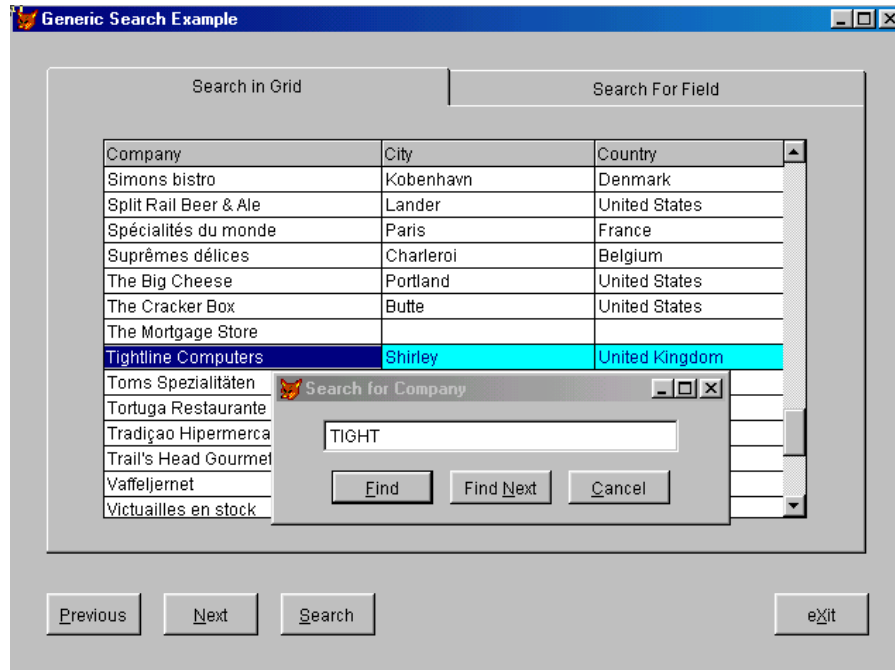 Generic Search Example
Search in Grid Search For Field
Company City Country
Simons bistro Kobenhavn Denmark
Split Rail Beer & Ale Lander United States
Spécialités du monde Paris France
Suprêmes délices Charleroi Belgium
The Big Cheese Portland United States
The Cracker Box Butte United States
The Mortgage Store
Tightline Computers Shirley United Kingdom
Toms Spezialitäten
Tortuga Restaurante
Tradiçao Hipermerca
Trail's Head Gourmet
Vaffeljernet
Victuailles en stock
Search for Company
TIGHT
Find Find Next Cancel
Previous Next Search eXit